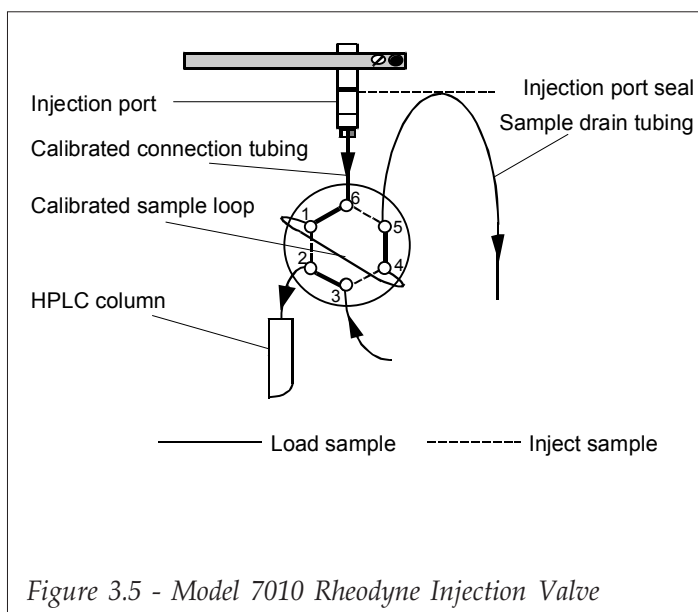 Injection port seal
Injection port
Sample drain tubing
Calibrated connection tubing
Calibrated sample loop
6
1
5
2
4
3
HPLC column
Load sample
Inject sample
Figure 3.5 - Model 7010 Rheodyne Injection Valve